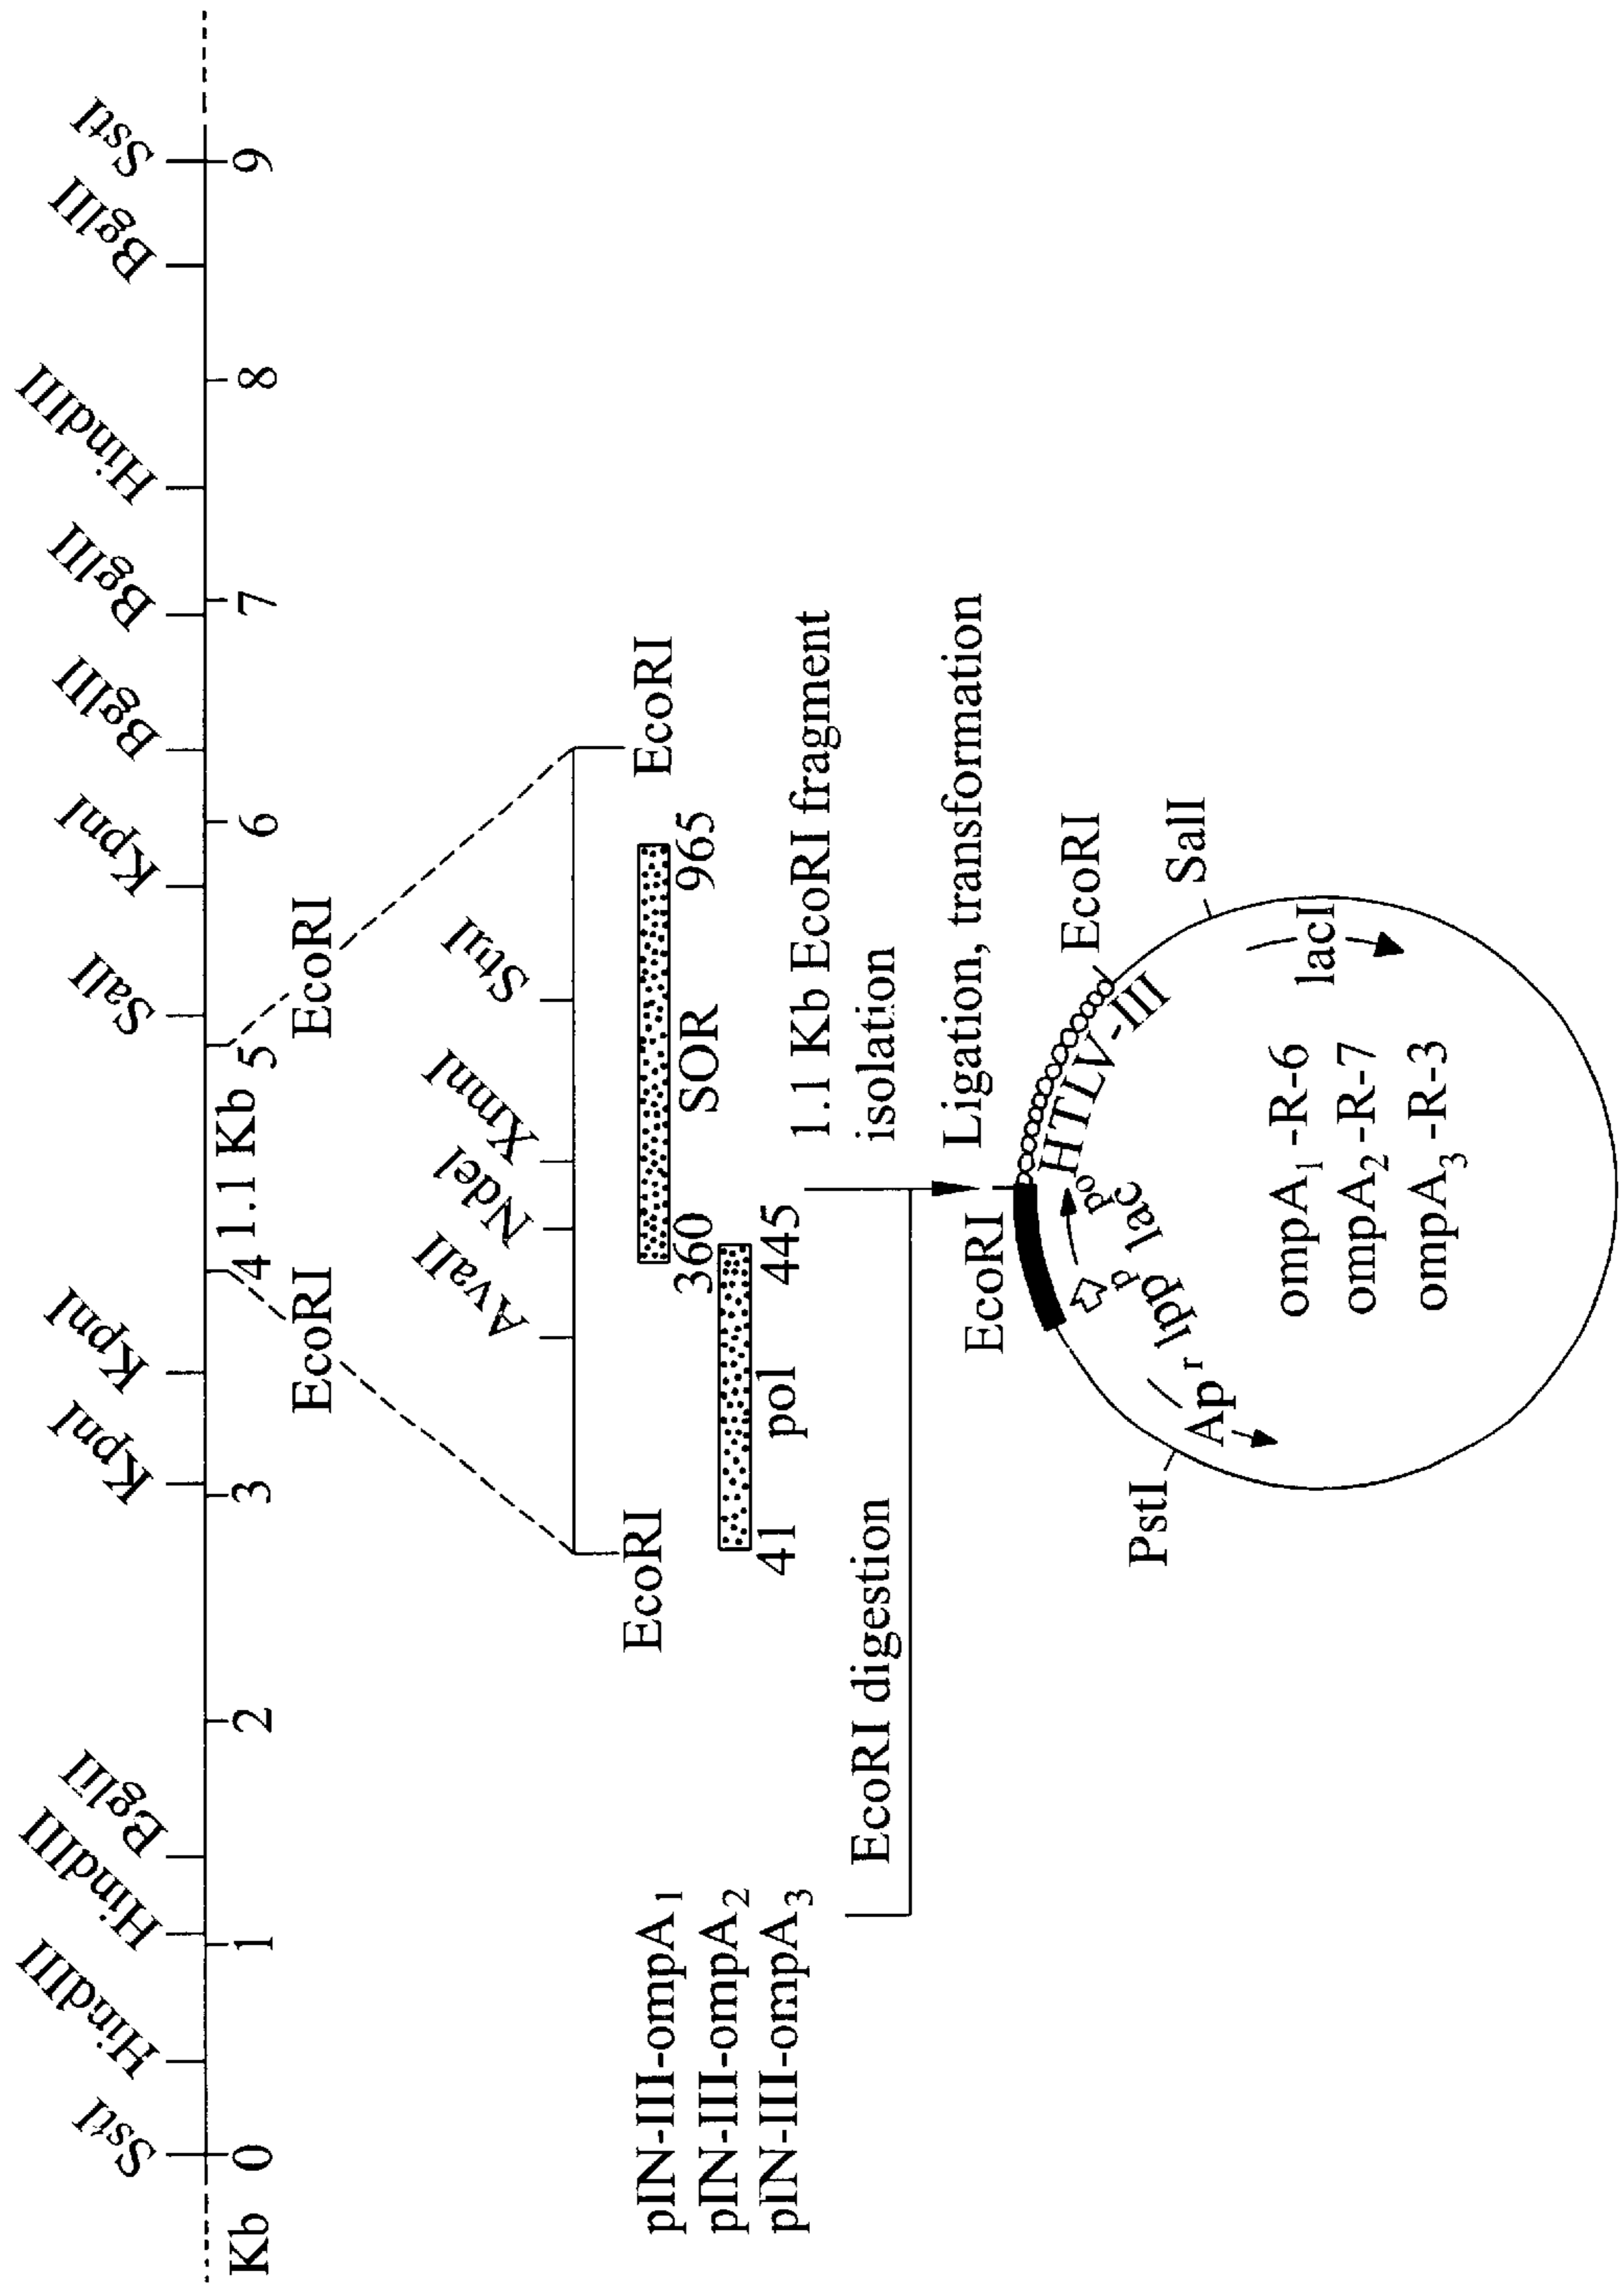 SstI HindIII HindIII BglII KpnI KpnI SalI KpnI BglII BglII HindIII BglII SstI
Kb 0 1 2 3 4 1.1 Kb 5 6 7 8 9
EcoRI EcoRI
AvaII NdeI XmnI StuI
EcoRI EcoRI
360 SOR 965
41 pol 445
pIN-III-ompA1
pIN-III-ompA2
pIN-III-ompA3
1.1 Kb EcoRI fragment
isolation
EcoRI digestion
Ligation, transformation
EcoRI EcoRI
HTLV-III
PstI SalI
Apr lppP lacPo lacI
ompA1-R-6
ompA2-R-7
ompA3-R-3